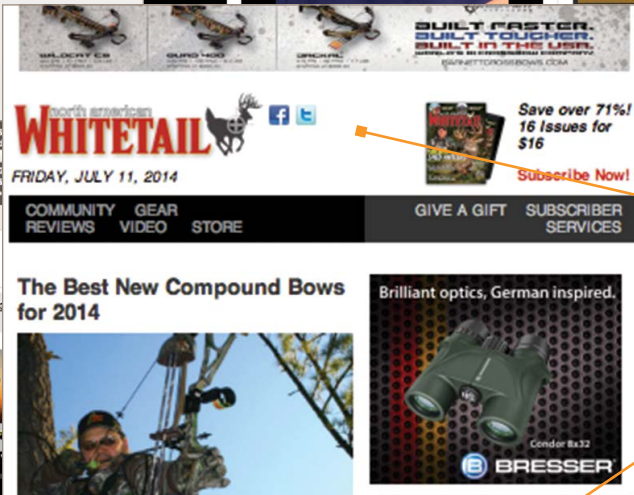 WILDCAT C5
QUAD 400
JACKAL
BUILT FASTER.
BUILT TOUGHER.
BUILT IN THE USA.
BARNETTCROSSBOWS.COM
north american
WHITETAIL
Save over 71%!
16 Issues for
$16
Subscribe Now!
FRIDAY, JULY 11, 2014
COMMUNITY GEAR
REVIEWS VIDEO STORE
GIVE A GIFT SUBSCRIBER
SERVICES
The Best New Compound Bows
for 2014
Brilliant optics, German inspired.
Condor 8x32
B BRESSER